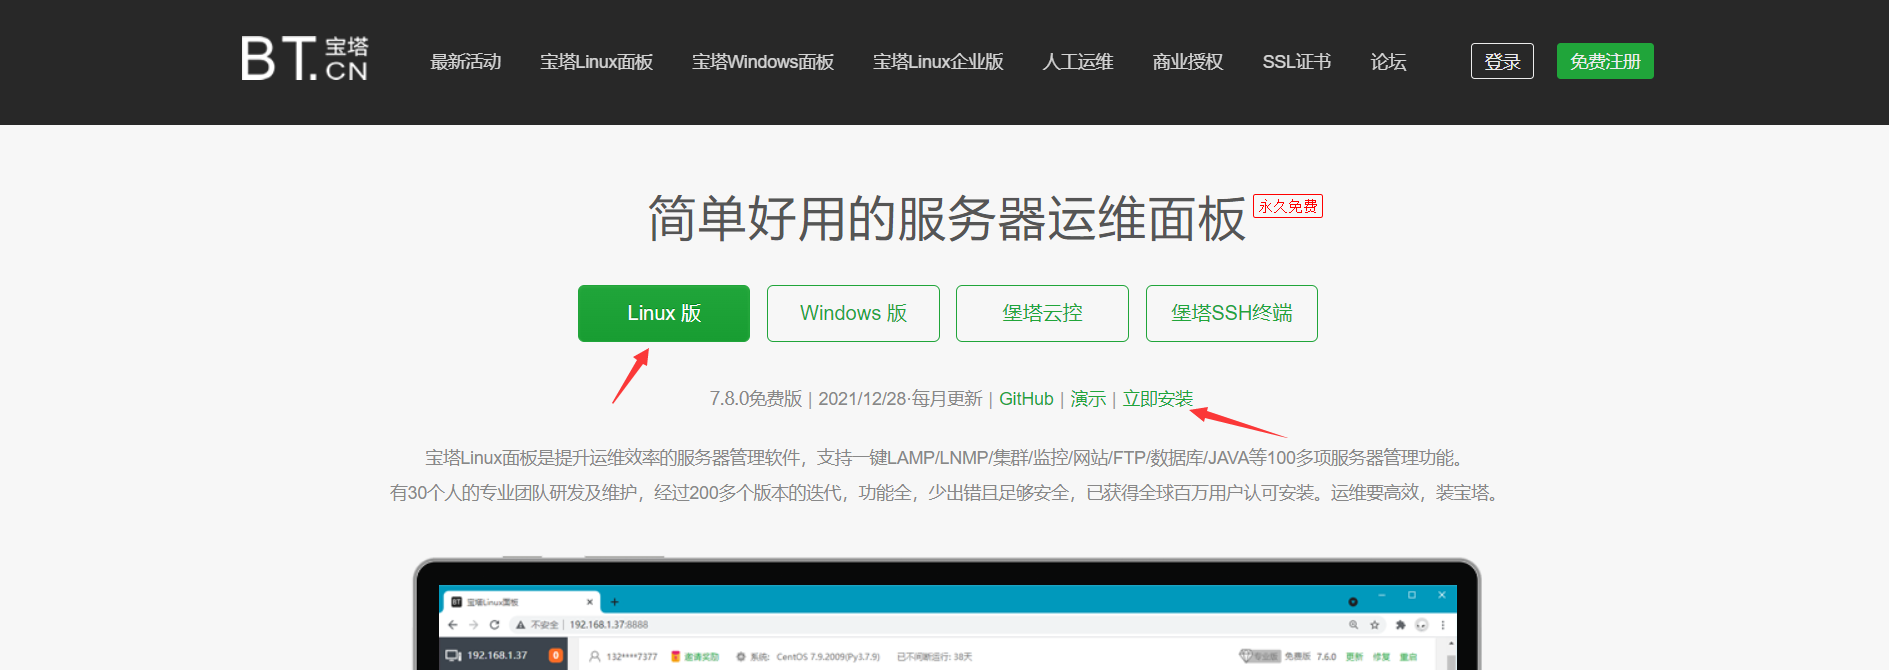 BT.宝塔CN 最新活动 宝塔Linux面板 宝塔Windows面板 宝塔Linux企业版 人工运维 商业授权 SSL证书 论坛 登录 免费注册
简单好用的服务器运维面板 永久免费
Linux 版 Windows 版 堡塔云控 堡塔SSH终端
7.8.0免费版 | 2021/12/28·每月更新 | GitHub | 演示 | 立即安装
宝塔Linux面板是提升运维效率的服务器管理软件，支持一键LAMP/LNMP/集群/监控/网站/FTP/数据库/JAVA等100多项服务器管理功能。
有30个人的专业团队研发及维护，经过200多个版本的迭代，功能全，少出错且足够安全，已获得全球百万用户认可安装。运维要高效，装宝塔。
BT 宝塔Linux面板
不安全 | 192.168.1.37:8888
192.168.1.37 0 132****7377 邀请奖励 系统: CentOS 7.9.2009(Py3.7.9) 已不间断运行: 38天 专业版 免费版 7.6.0 更新 修复 重启